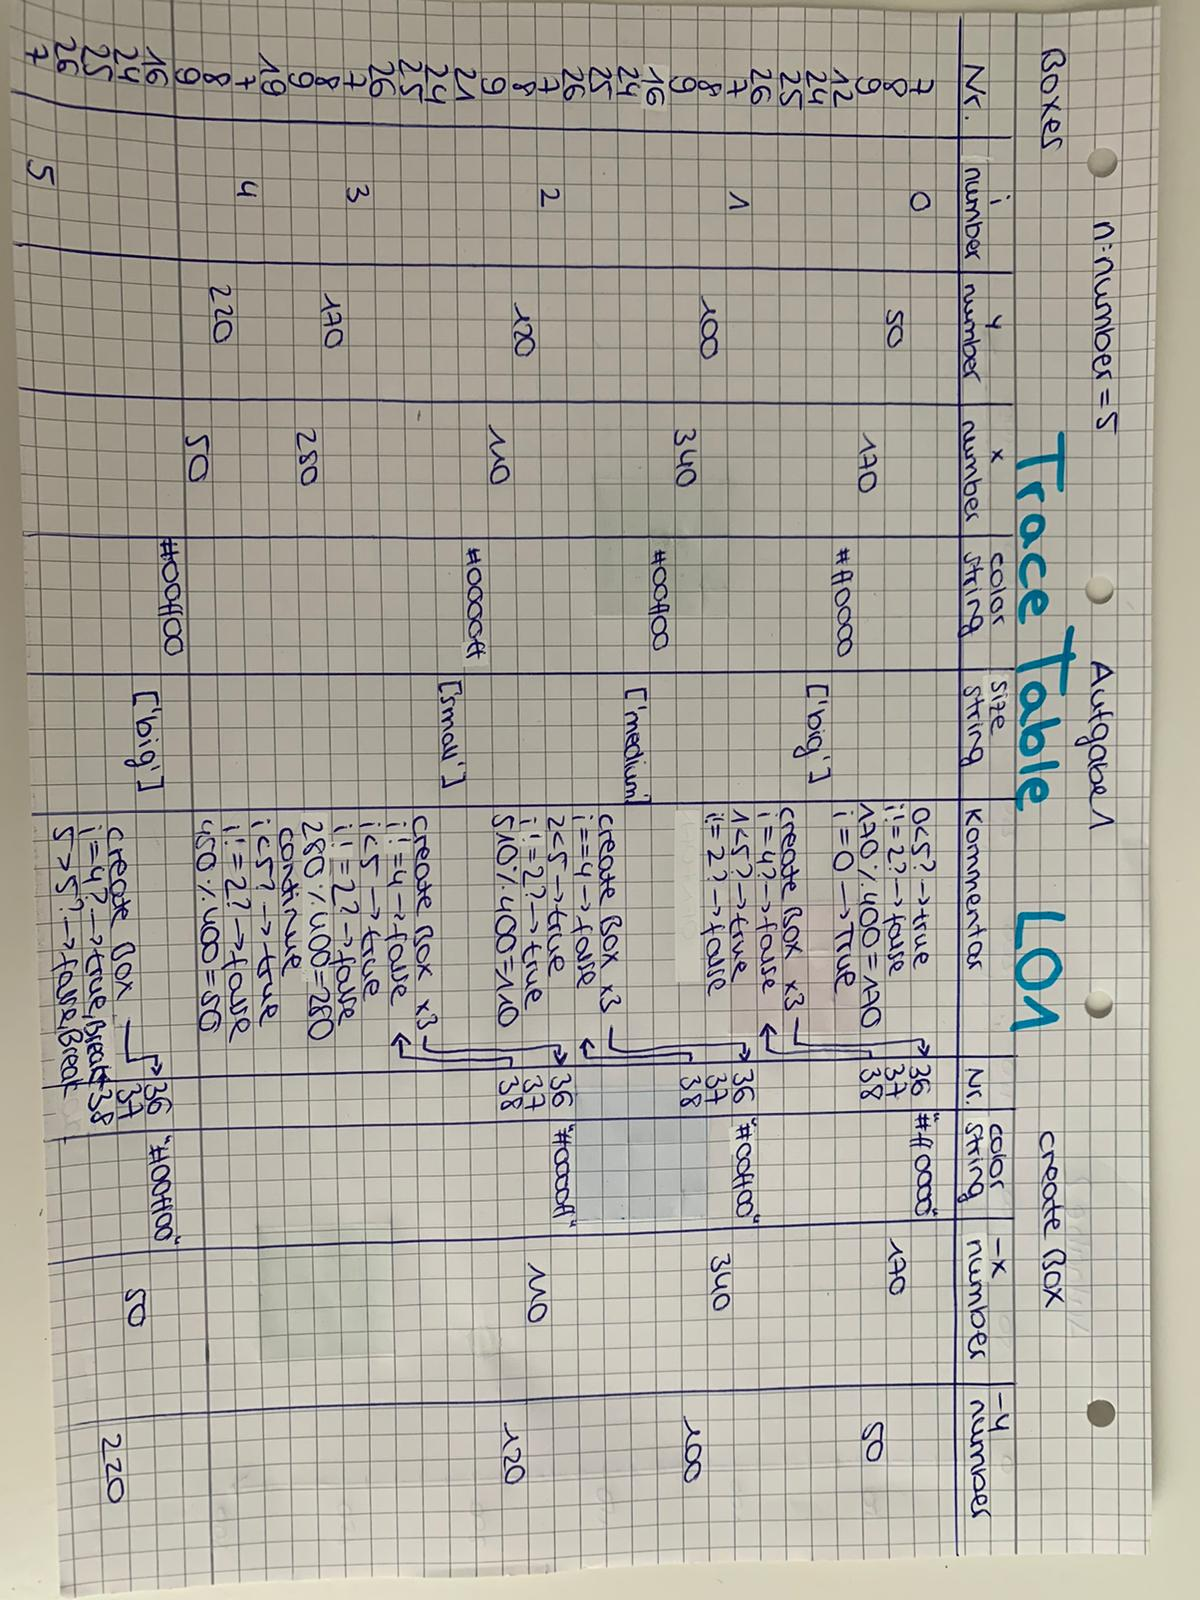 Boxes n:number=5 Aufgabe 1 create Box
Trace Table L01
Nr. i number y number x number color string size string Kommentar Nr. color string _x number _y number
7 0 0<5?→true 36 "#ff0000"
8 50 i!=2?→false 37 170
9 170 170%400=170 38 50
12 #ff0000 i=0→True
24 ['big']
25 create Box x3
26 i=4?→false
7 1 1<5?→true 36 "#00ff00"
8 100 i!=2?→false 37 340
9 340 38 100
16 #00ff00
24 ['medium']
25 create Box x3
26 i==4→false
7 2 2<5→true 36 "#0000ff"
8 120 i!=2?→true 37 110
9 110 510%400=110 38 120
21 #0000ff
24 ['small']
25 create Box x3
26 i!=4→false
7 3 i<5→true
8 170 i!=2?→false
9 280 280%400=280
19 continue
7 4 i<5?→true
8 220 i!=2?→false
9 50 450%400=50
16 #00ff00 36 "#00ff00"
24 ['big'] 37 50
25 create Box 38 220
26 i==4?→true, Break
7 5 5>5?→false, Break